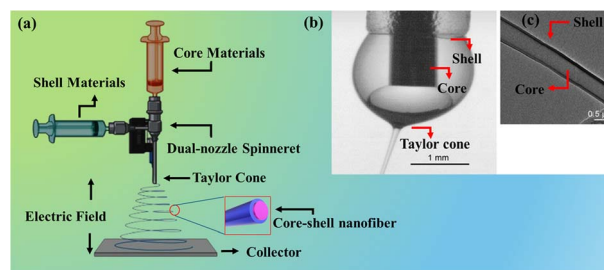 (a)
Core Materials
Shell Materials
Dual-nozzle Spinneret
Taylor Cone
Electric Field
Core-shell nanofiber
Collector
(b)
Shell
Core
Taylor cone
1 mm
(c)
Shell
Core